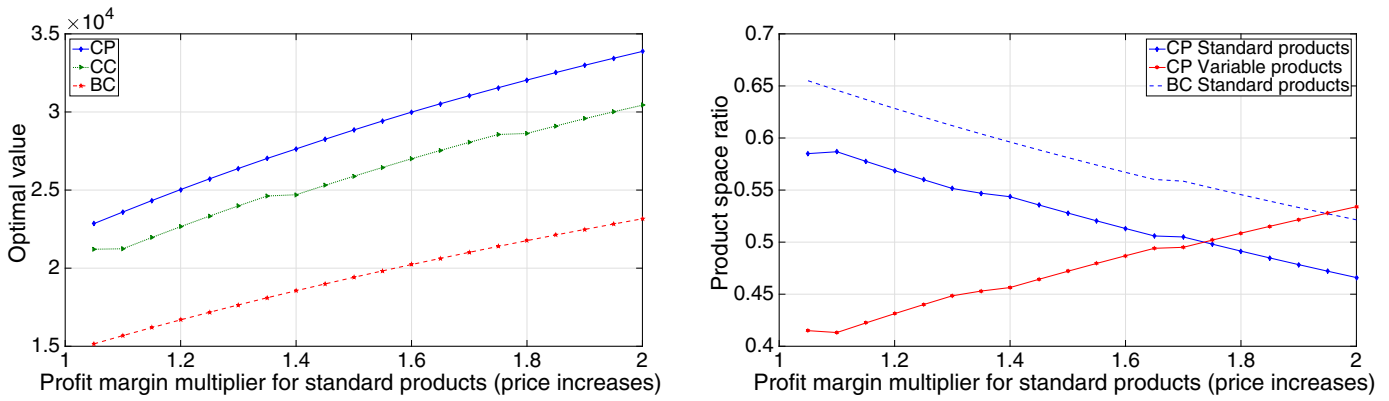 ×10⁴
3.5
3
2.5
2
1.5
Optimal value
CP
CC
BC
1
1.2
1.4
1.6
1.8
2
Profit margin multiplier for standard products (price increases)
0.7
0.65
0.6
0.55
0.5
0.45
0.4
Product space ratio
CP Standard products
CP Variable products
BC Standard products
1.2
1.4
1.6
1.8
2
Profit margin multiplier for standard products (price increases)